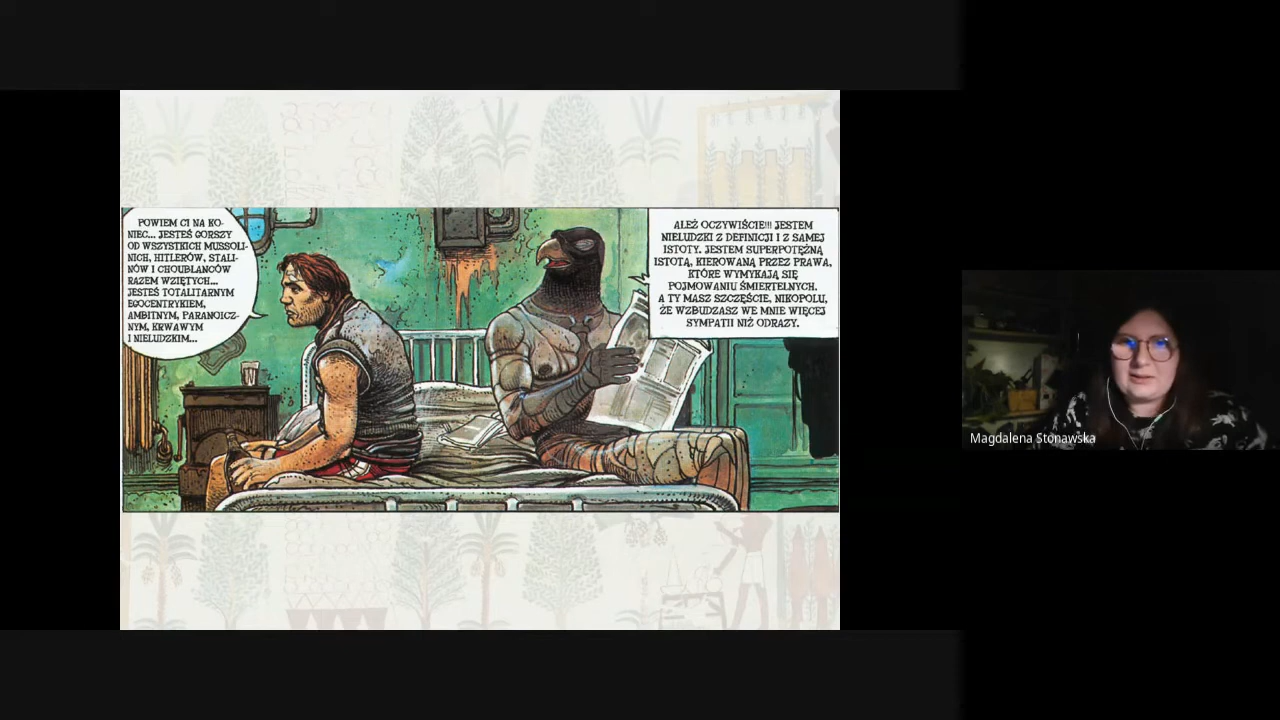 POWIEM CI NA KO-
NIEC... JESTEŚ GORSZY
OD WSZYSTKICH MUSSOLI-
NICH, HITLERÓW, STALI-
NÓW I CHOUBLANCÓW
RAZEM WZIĘTYCH...
JESTEŚ TOTALITARNYM
EGOCENTRYKIEM,
AMBITNYM, PARANOICZ-
NYM, KRWAWYM
I NIELUDZKIM...
ALEŻ OCZYWIŚCIE!!! JESTEM
NIELUDZKI Z DEFINICJI I Z SAMEJ
ISTOTY. JESTEM SUPERPOTĘŻNĄ
ISTOTĄ, KIEROWANĄ PRZEZ PRAWA,
KTÓRE WYMYKAJĄ SIĘ
POJMOWANIU ŚMIERTELNYCH.
A TY MASZ SZCZĘŚCIE, NIKOPOLU,
ŻE WZBUDZASZ WE MNIE WIĘCEJ
SYMPATII NIŻ ODRAZY.
Magdalena Stonawska